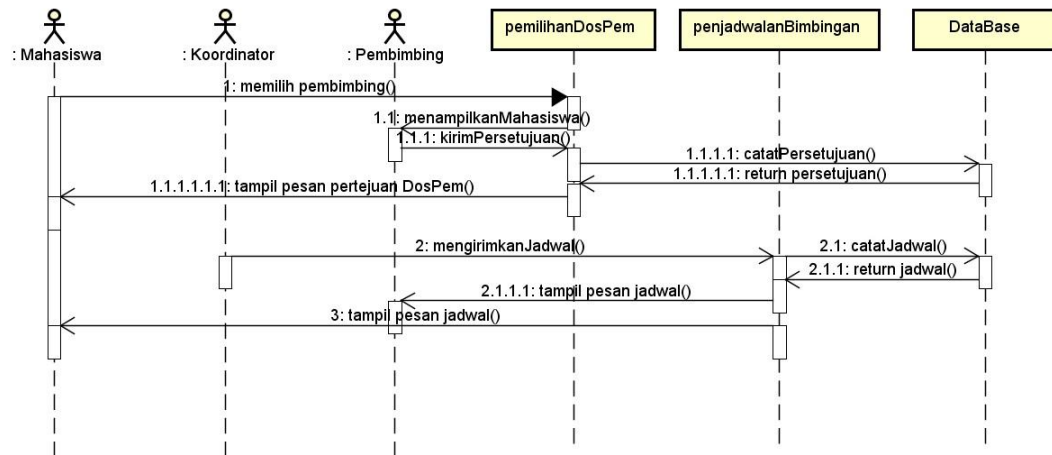 : Mahasiswa
: Koordinator
: Pembimbing
pemilihanDosPem
penjadwalanBimbingan
DataBase
1: memilih pembimbing()
1.1: menampilkanMahasiswa()
1.1.1: kirimPersetujuan()
1.1.1.1: catatPersetujuan()
1.1.1.1.1: return persetujuan()
1.1.1.1.1.1: tampil pesan pertejuan DosPem()
2: mengirimkanJadwal()
2.1: catatJadwal()
2.1.1: return jadwal()
2.1.1.1: tampil pesan jadwal()
3: tampil pesan jadwal()